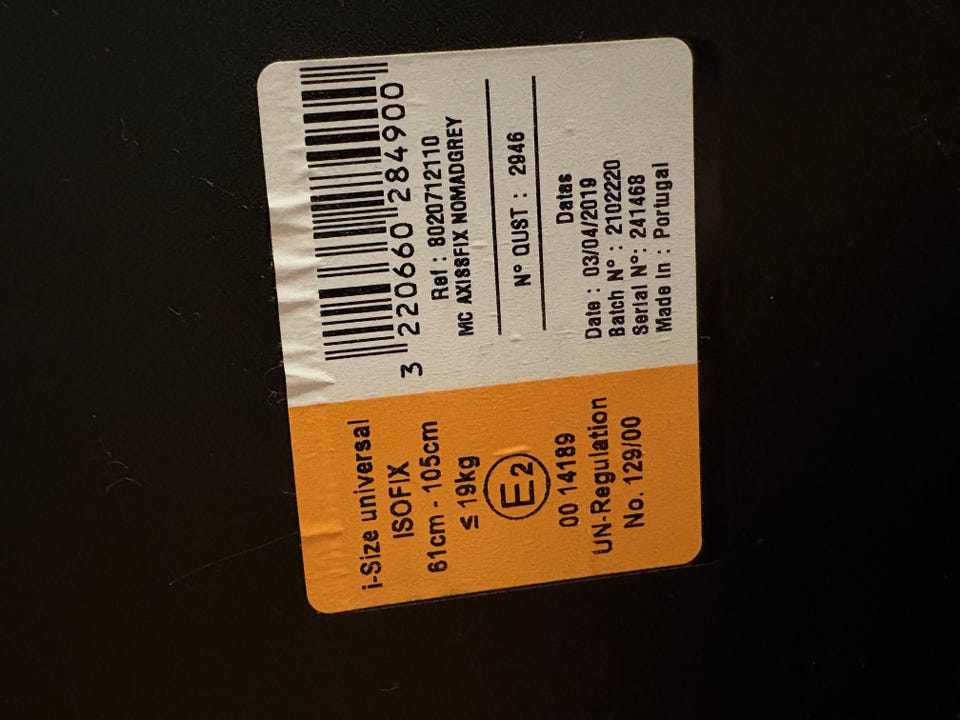 i-Size universal
ISOFIX
61cm - 105cm
≤ 19kg
E2
00 14189
UN-Regulation
No. 129/00
3 220660 284900
Ref : 8020712110
MC AXISSFIX NOMADGREY
N° QUST : 2946
Datas
Date : 03/04/2019
Batch N° : 2102220
Serial N°: 241468
Made In : Portugal